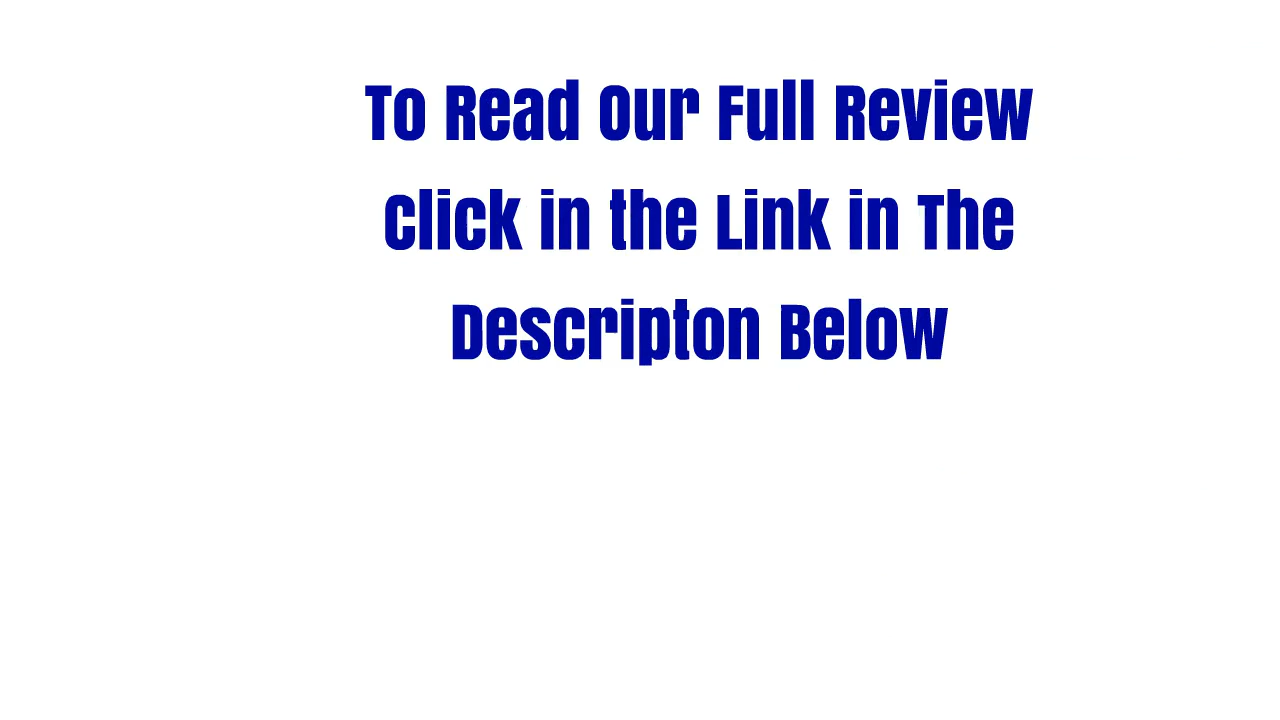 To Read Our Full Review
Click in the Link in The
Descripton Below